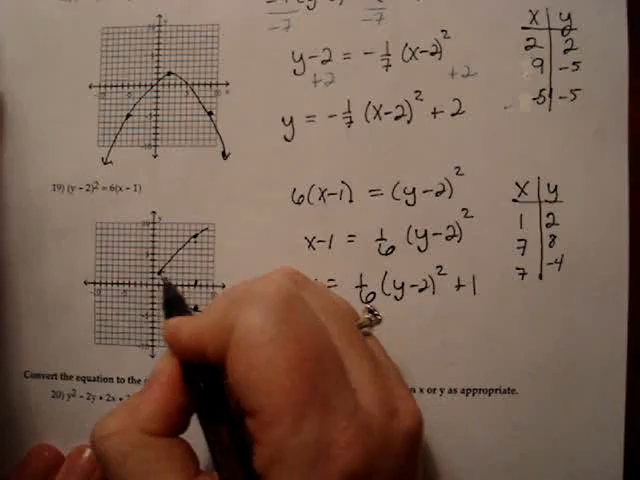 y-2 = -1/7 (x-2)²
+2 +2
y = -1/7 (x-2)² + 2
x y
2 2
9 -5
-5 -5
19) (y - 2)² = 6(x - 1)
6(x-1) = (y-2)²
x-1 = 1/6 (y-2)²
= 1/6 (y-2)² +1
x y
1 2
7 8
7 -4
Convert the equation to the
n x or y as appropriate.
20) y² - 2y + 2x +